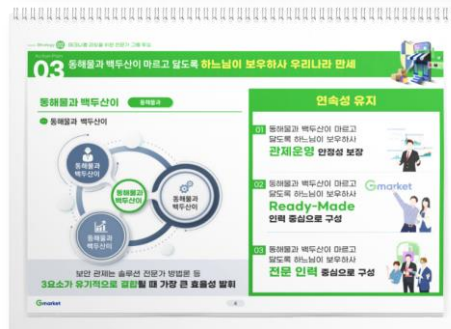 03 동해물과 백두산이 마르고 닳도록 하느님이 보우하사 우리나라 만세
동해물과 백두산이 동해물과
동해물과 백두산이
동해물과
백두산이
동해물과
백두산이
동해물과
백두산이
동해물과
백두산이
보안 관제는 솔루션 전문가 방법론 등
3요소가 유기적으로 결합될 때 가장 큰 효율성 발휘
연속성 유지
01 동해물과 백두산이 마르고
닳도록 하느님이 보우하사
관제운영 안정성 보장
02 동해물과 백두산이 마르고
닳도록 하느님이 보우하사
Ready-Made
인력 중심으로 구성
Gmarket
03 동해물과 백두산이 마르고
닳도록 하느님이 보우하사
전문 인력 중심으로 구성
Gmarket